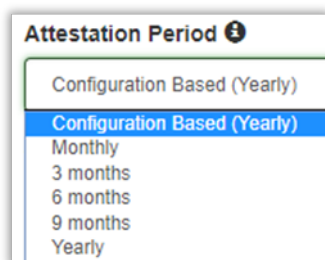 Attestation Period
Configuration Based (Yearly)
Configuration Based (Yearly)
Monthly
3 months
6 months
9 months
Yearly